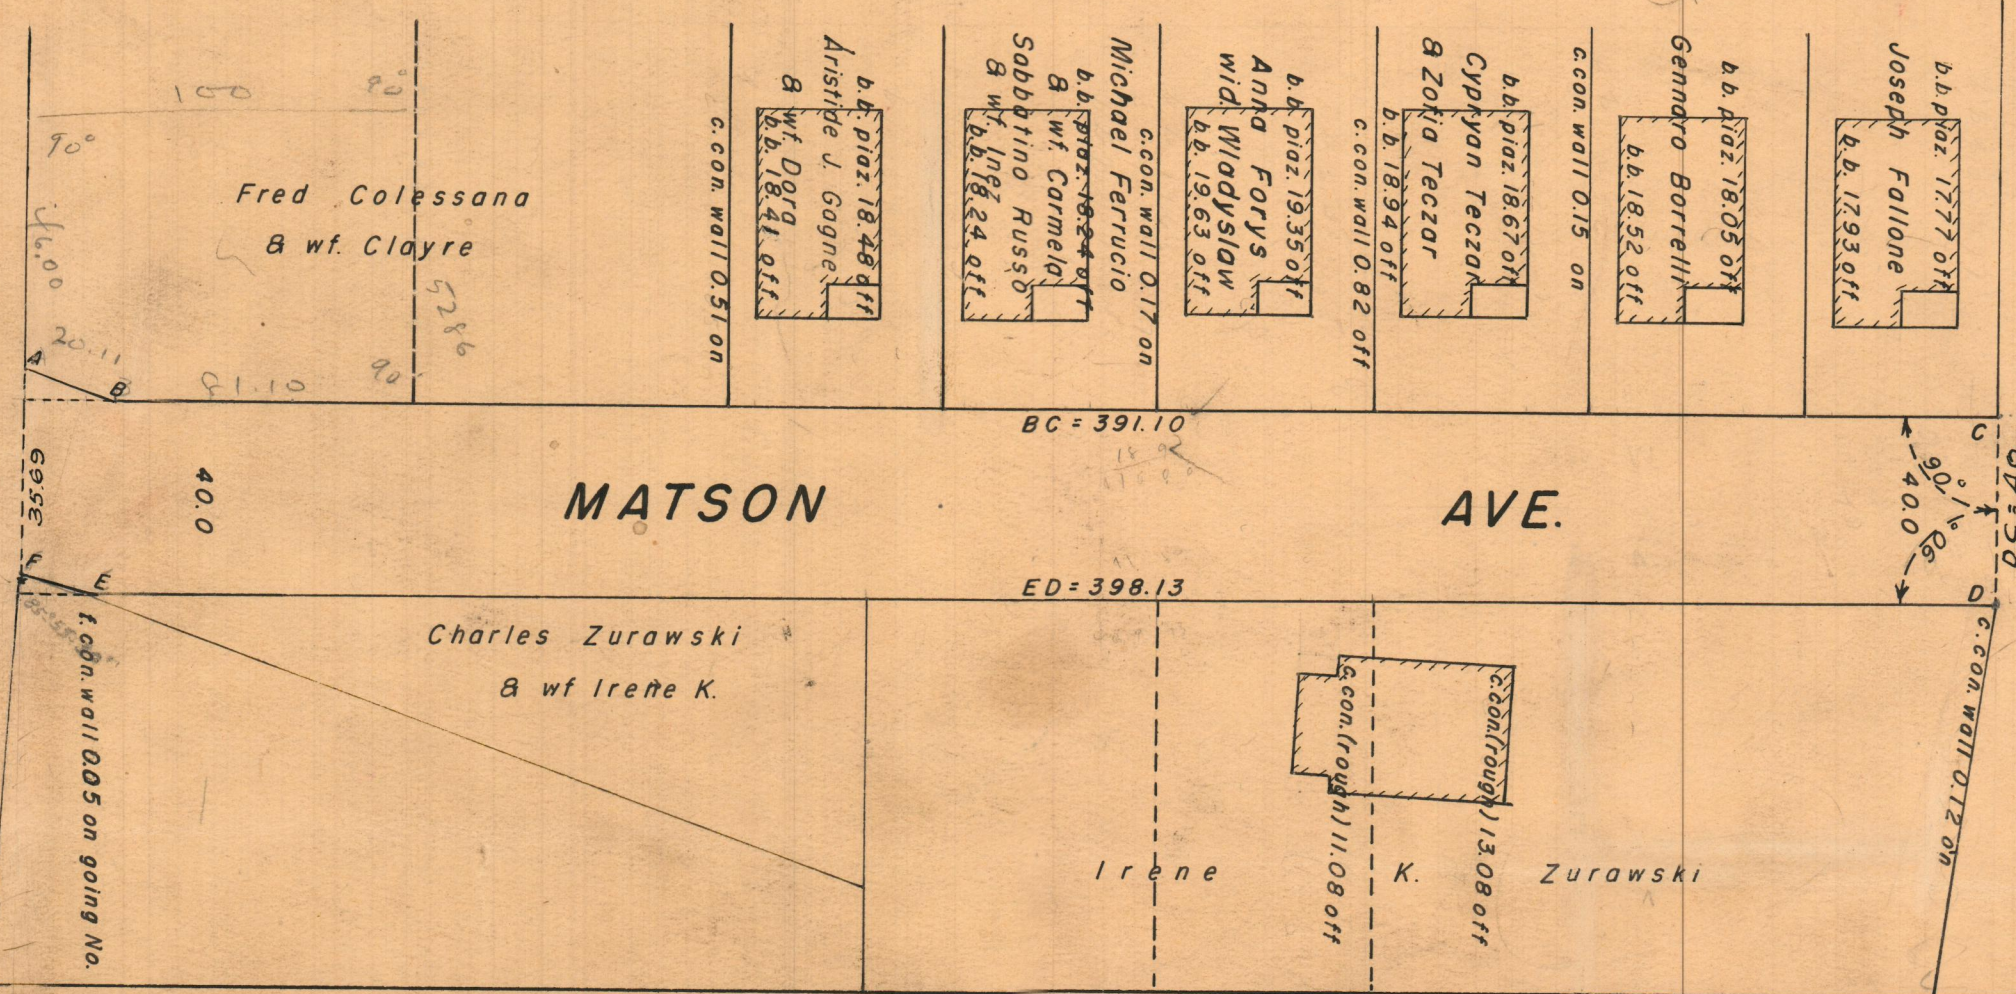 100
90°
90°
Fred Colessana
& wf. Clayre
20.11
A
B
81.10
90
c.con. wall 0.51 on
b.b. piaz. 18.48 off
Aristide J. Gagne
& wf. Dora
b.b. 18.41 off
Michael Ferrucio
& wf. Carmela
b.b. piaz. 18.24 off
Sabbatino Russo
& wf. Inez
b.b. 18.24 off
c.con. wall 0.17 on
b.b. piaz. 19.35 off
Anna Forys
wid. Wladyslaw
b.b. 19.63 off
c.con. wall 0.82 off
b.b. piaz. 18.67 off
Cypryan Teczar
& Zofia Teczar
b.b. 18.94 off
c.con. wall 0.15 on
b.b. piaz. 18.05 off
Gennaro Borrelli
b.b. 18.52 off
b.b. piaz. 17.77 off
Joseph Fallone
b.b. 17.93 off
BC = 391.10
35.69
40.0
MATSON AVE.
C
90°
40.0
90°
D
F
E
ED = 398.13
f. con. wall 0.05 on going No.
Charles Zurawski
& wf Irene K.
c.con.(rough) 11.08 off
c.con.(rough) 13.08 off
Irene K. Zurawski
c. con. wall 0.12 on